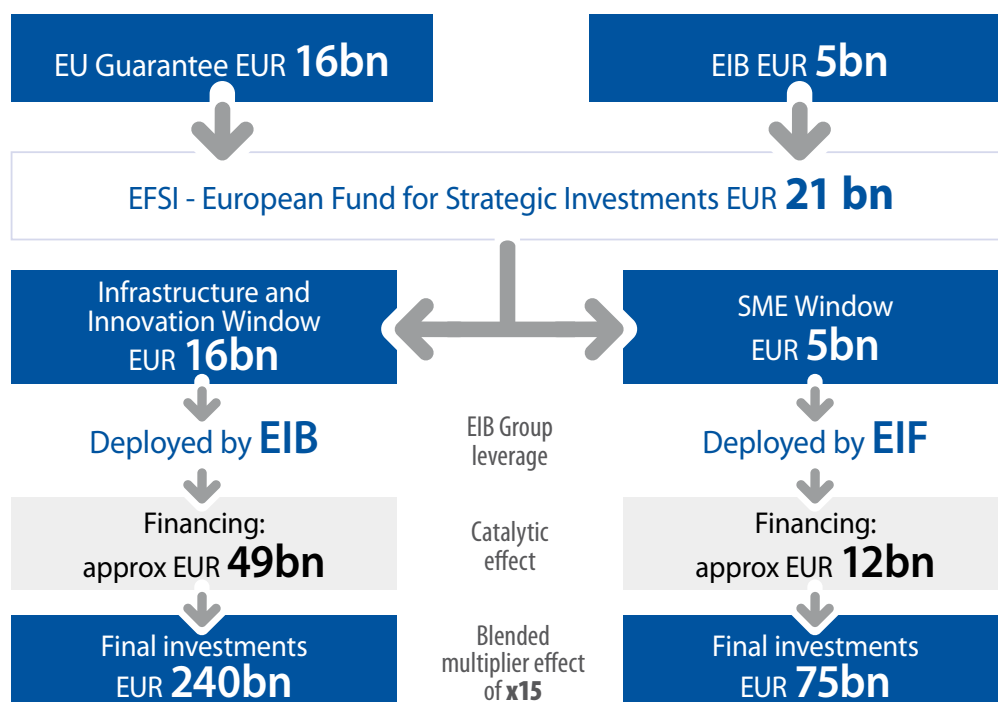 EU Guarantee EUR 16bn
EIB EUR 5bn
EFSI - European Fund for Strategic Investments EUR 21 bn
Infrastructure and
Innovation Window
EUR 16bn
SME Window
EUR 5bn
Deployed by EIB
EIB Group
leverage
Deployed by EIF
Financing:
approx EUR 49bn
Catalytic
effect
Financing:
approx EUR 12bn
Final investments
EUR 240bn
Blended
multiplier effect
of x15
Final investments
EUR 75bn